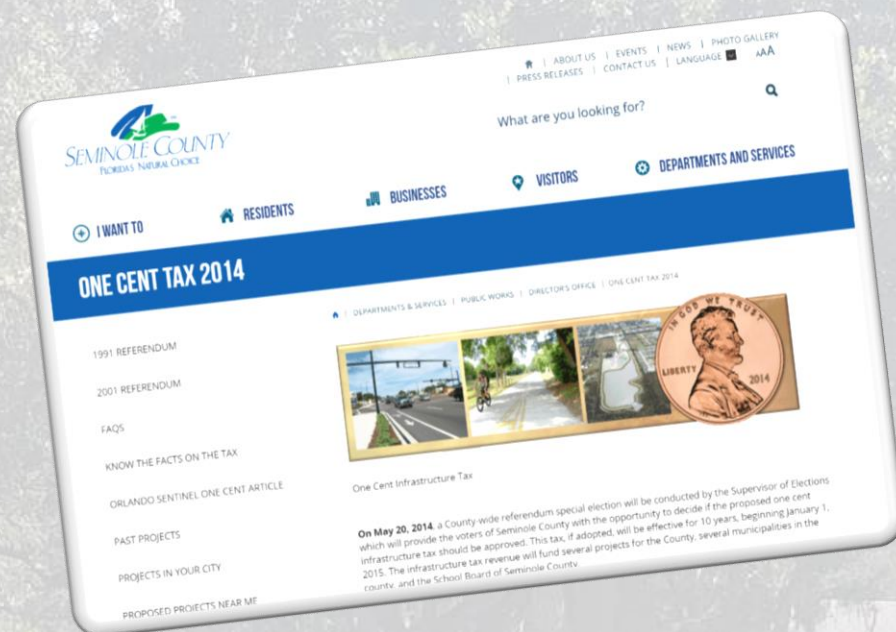 ABOUT US | EVENTS | NEWS | PHOTO GALLERY
| PRESS RELEASES | CONTACT US | LANGUAGE AAA
What are you looking for?
SEMINOLE COUNTY
FLORIDA'S NATURAL CHOICE
I WANT TO
RESIDENTS
BUSINESSES
VISITORS
DEPARTMENTS AND SERVICES
ONE CENT TAX 2014
| DEPARTMENTS & SERVICES | PUBLIC WORKS | DIRECTOR'S OFFICE | ONE CENT TAX 2014
1991 REFERENDUM
2001 REFERENDUM
FAQS
KNOW THE FACTS ON THE TAX
ORLANDO SENTINEL ONE CENT ARTICLE
PAST PROJECTS
PROJECTS IN YOUR CITY
PROPOSED PROJECTS NEAR ME
IN GOD WE TRUST
LIBERTY
2014
One Cent Infrastructure Tax
On May 20, 2014, a County-wide referendum special election will be conducted by the Supervisor of Elections
which will provide the voters of Seminole County with the opportunity to decide if the proposed one cent
infrastructure tax should be approved. This tax, if adopted, will be effective for 10 years, beginning January 1,
2015. The infrastructure tax revenue will fund several projects for the County, several municipalities in the
county, and the School Board of Seminole County.